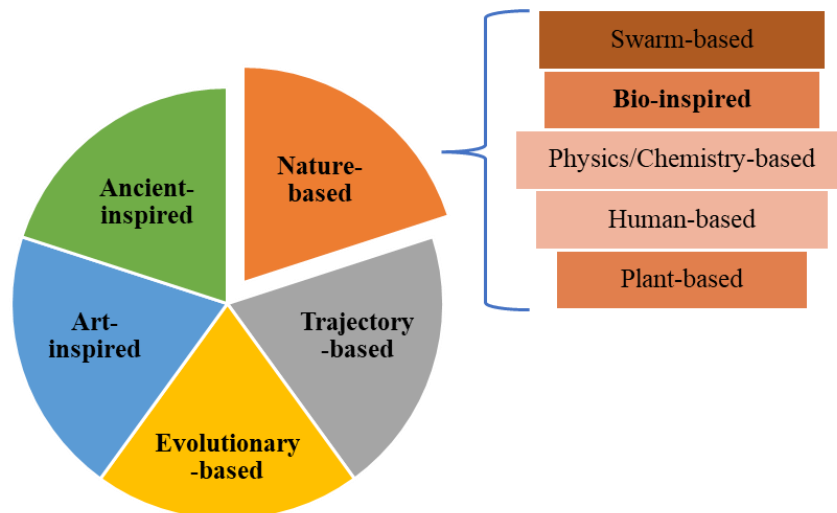 Swarm-based
Bio-inspired
Physics/Chemistry-based
Human-based
Plant-based
Nature-
based
Ancient-
inspired
Art-
inspired
Trajectory
-based
Evolutionary
-based